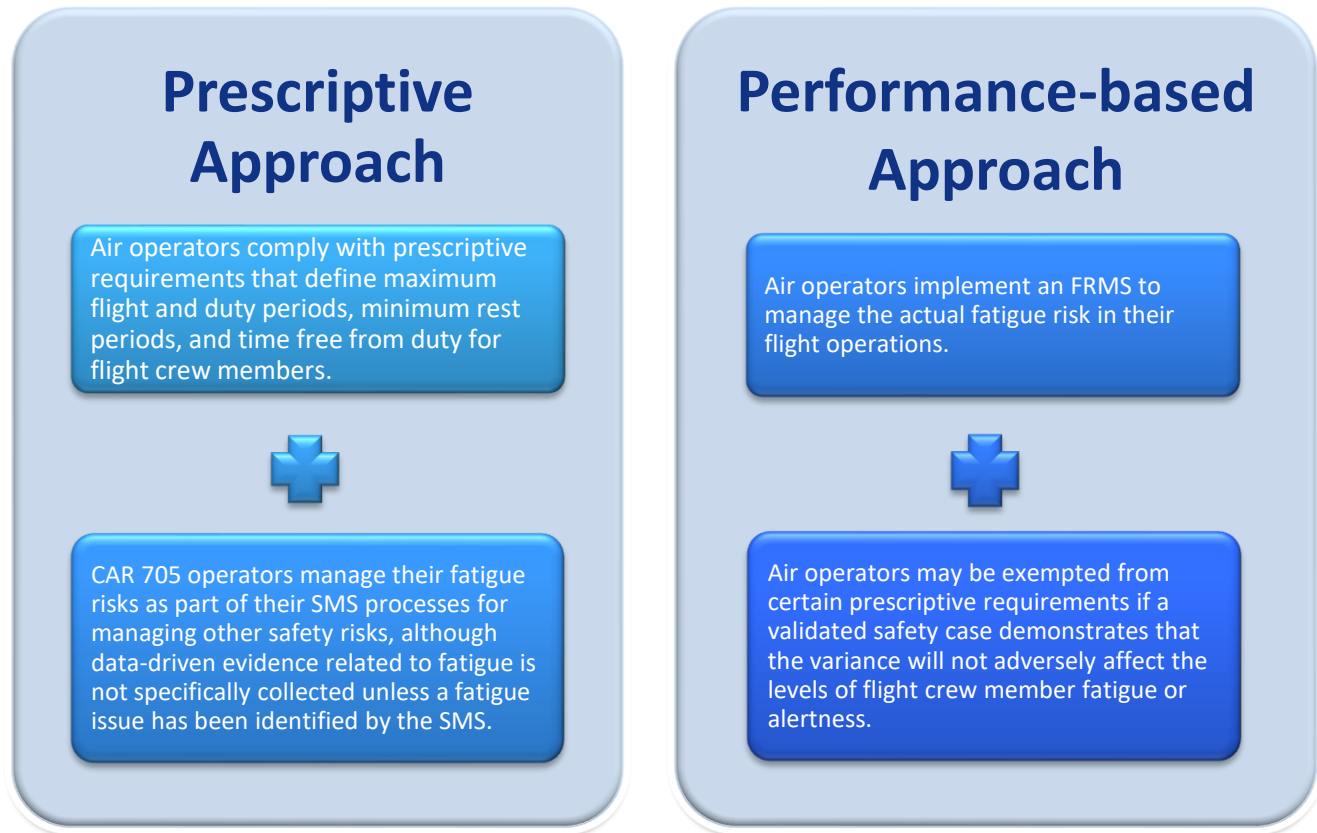 Prescriptive
Approach
Air operators comply with prescriptive
requirements that define maximum
flight and duty periods, minimum rest
periods, and time free from duty for
flight crew members.
CAR 705 operators manage their fatigue
risks as part of their SMS processes for
managing other safety risks, although
data-driven evidence related to fatigue is
not specifically collected unless a fatigue
issue has been identified by the SMS.
Performance-based
Approach
Air operators implement an FRMS to
manage the actual fatigue risk in their
flight operations.
Air operators may be exempted from
certain prescriptive requirements if a
validated safety case demonstrates that
the variance will not adversely affect the
levels of flight crew member fatigue or
alertness.